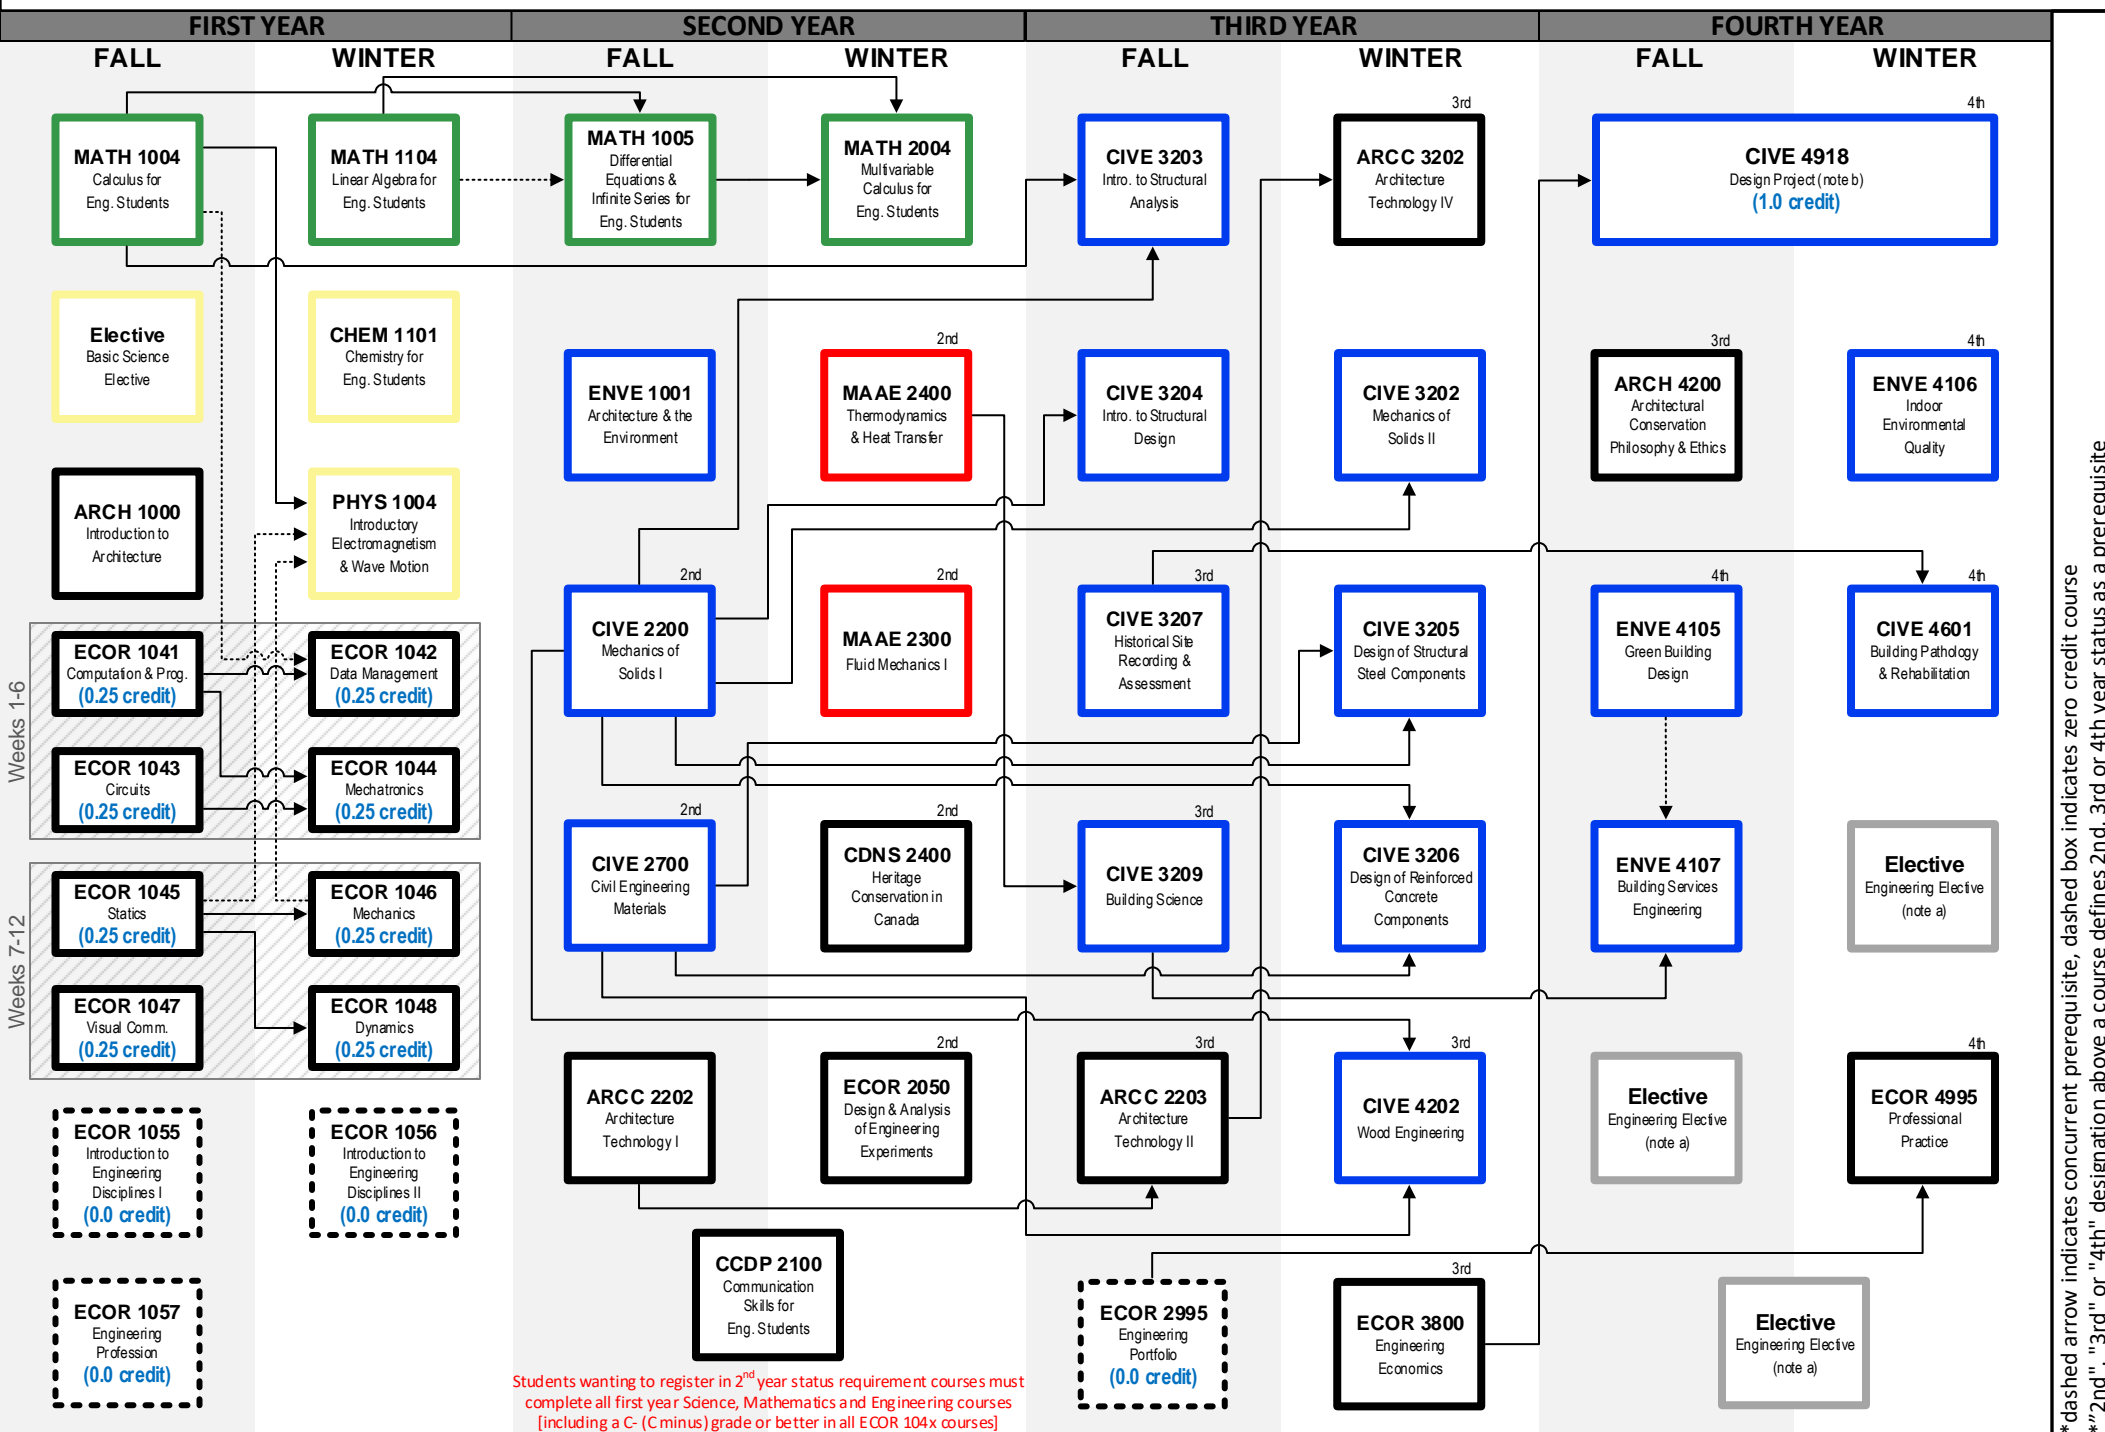 FIRST YEAR
SECOND YEAR
THIRD YEAR
FOURTH YEAR
FALL
WINTER
FALL
WINTER
FALL
WINTER
FALL
WINTER
MATH 1004
Calculus for
Eng. Students
MATH 1104
Linear Algebra for
Eng. Students
MATH 1005
Differential
Equations &
Infinite Series for
Eng. Students
MATH 2004
Multivariable
Calculus for
Eng. Students
CIVE 3203
Intro. to Structural
Analysis
3rd
ARCC 3202
Architecture
Technology IV
4th
CIVE 4918
Design Project (note b)
(1.0 credit)
Elective
Basic Science
Elective
CHEM 1101
Chemistry for
Eng. Students
ENVE 1001
Architecture & the
Environment
2nd
MAAE 2400
Thermodynamics
& Heat Transfer
CIVE 3204
Intro. to Structural
Design
CIVE 3202
Mechanics of
Solids II
3rd
ARCH 4200
Architectural
Conservation
Philosophy & Ethics
4th
ENVE 4106
Indoor
Environmental
Quality
ARCH 1000
Introduction to
Architecture
PHYS 1004
Introductory
Electromagnetism
& Wave Motion
2nd
CIVE 2200
Mechanics of
Solids I
2nd
MAAE 2300
Fluid Mechanics I
3rd
CIVE 3207
Historical Site
Recording &
Assessment
CIVE 3205
Design of Structural
Steel Components
4th
ENVE 4105
Green Building
Design
4th
CIVE 4601
Building Pathology
& Rehabilitation
Weeks 1-6
ECOR 1041
Computation & Prog.
(0.25 credit)
ECOR 1042
Data Management
(0.25 credit)
ECOR 1043
Circuits
(0.25 credit)
ECOR 1044
Mechatronics
(0.25 credit)
2nd
CIVE 2700
Civil Engineering
Materials
2nd
CDNS 2400
Heritage
Conservation in
Canada
3rd
CIVE 3209
Building Science
CIVE 3206
Design of Reinforced
Concrete
Components
ENVE 4107
Building Services
Engineering
Elective
Engineering Elective
(note a)
Weeks 7-12
ECOR 1045
Statics
(0.25 credit)
ECOR 1046
Mechanics
(0.25 credit)
ECOR 1047
Visual Comm.
(0.25 credit)
ECOR 1048
Dynamics
(0.25 credit)
ARCC 2202
Architecture
Technology I
2nd
ECOR 2050
Design & Analysis
of Engineering
Experiments
3rd
ARCC 2203
Architecture
Technology II
3rd
CIVE 4202
Wood Engineering
Elective
Engineering Elective
(note a)
4th
ECOR 4995
Professional
Practice
ECOR 1055
Introduction to
Engineering
Disciplines I
(0.0 credit)
ECOR 1056
Introduction to
Engineering
Disciplines II
(0.0 credit)
ECOR 1057
Engineering
Profession
(0.0 credit)
CCDP 2100
Communication
Skills for
Eng. Students
ECOR 2995
Engineering
Portfolio
(0.0 credit)
3rd
ECOR 3800
Engineering
Economics
Elective
Engineering Elective
(note a)
Students wanting to register in 2nd year status requirement courses must
complete all first year Science, Mathematics and Engineering courses
[including a C- (C minus) grade or better in all ECOR 104x courses]
*dashed arrow indicates concurrent prerequisite, dashed box indicates zero credit course
*"2nd", "3rd" or "4th" designation above a course defines 2nd, 3rd or 4th year status as a prerequisite